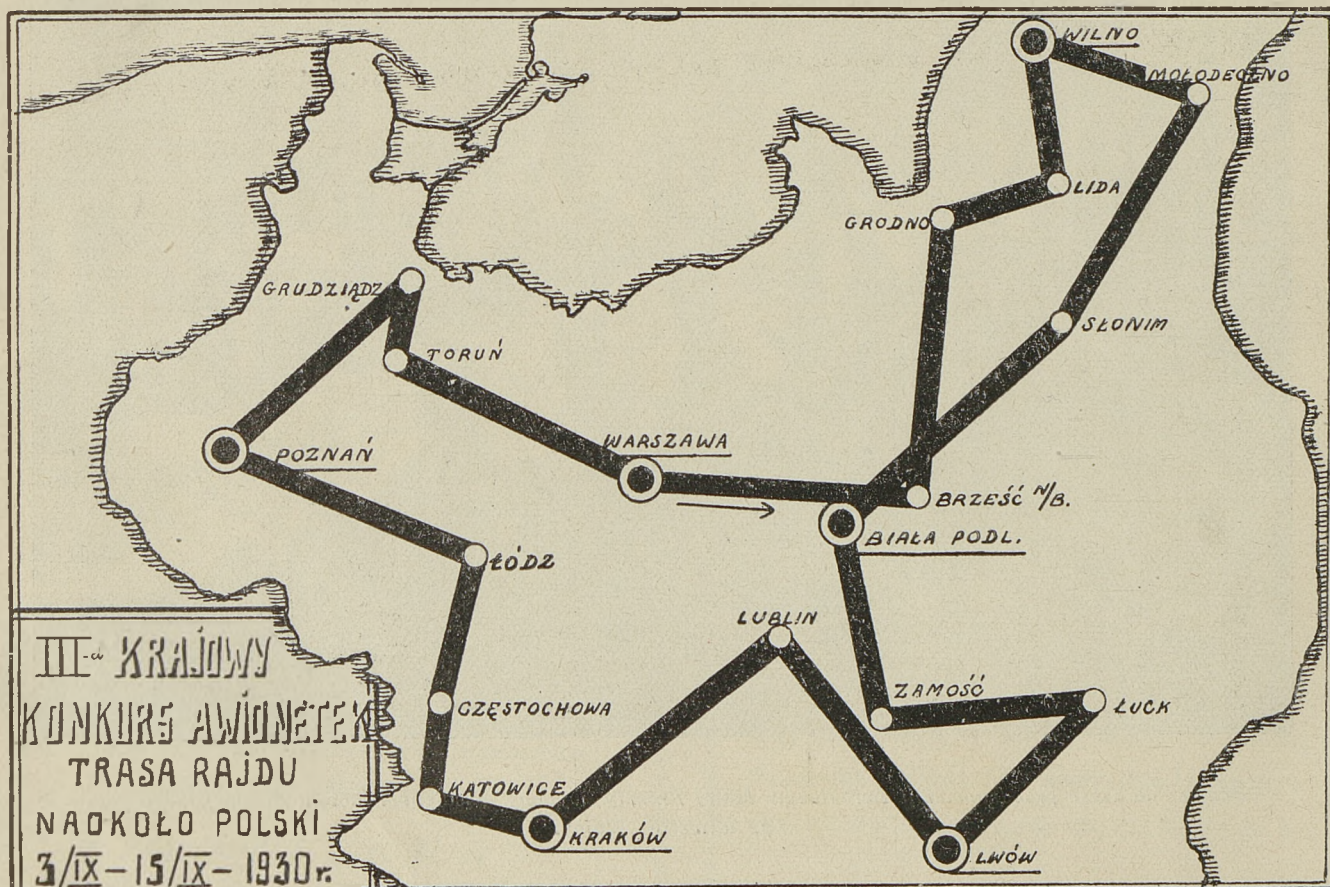 WILNO
MOŁODECZNO
LIDA
GRODNO
GRUDZIĄDZ
SŁONIM
TORUŃ
WARSZAWA
POZNAŃ
BRZEŚĆ N/B.
BIAŁA PODL.
ŁÓDZ
LUBLIN
ZAMOŚĆ
CZĘSTOCHOWA
ŁUCK
KATOWICE
KRAKÓW
LWÓW
III-ci KRAJOWY
KONKURS AWIONETEK
TRASA RAJDU
NAOKOŁO POLSKI
3/IX – 15/IX – 1930 r.